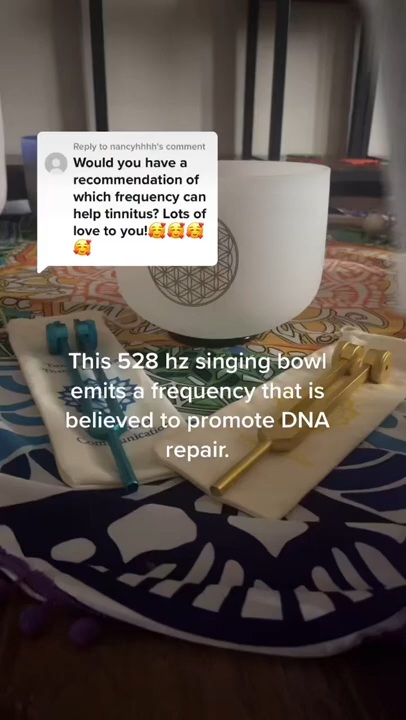 Reply to nancyhhhh's comment
Would you have a
recommendation of
which frequency can
help tinnitus? Lots of
love to you!🥰🥰🥰
🥰
This 528 hz singing bowl
emits a frequency that is
believed to promote DNA
repair.